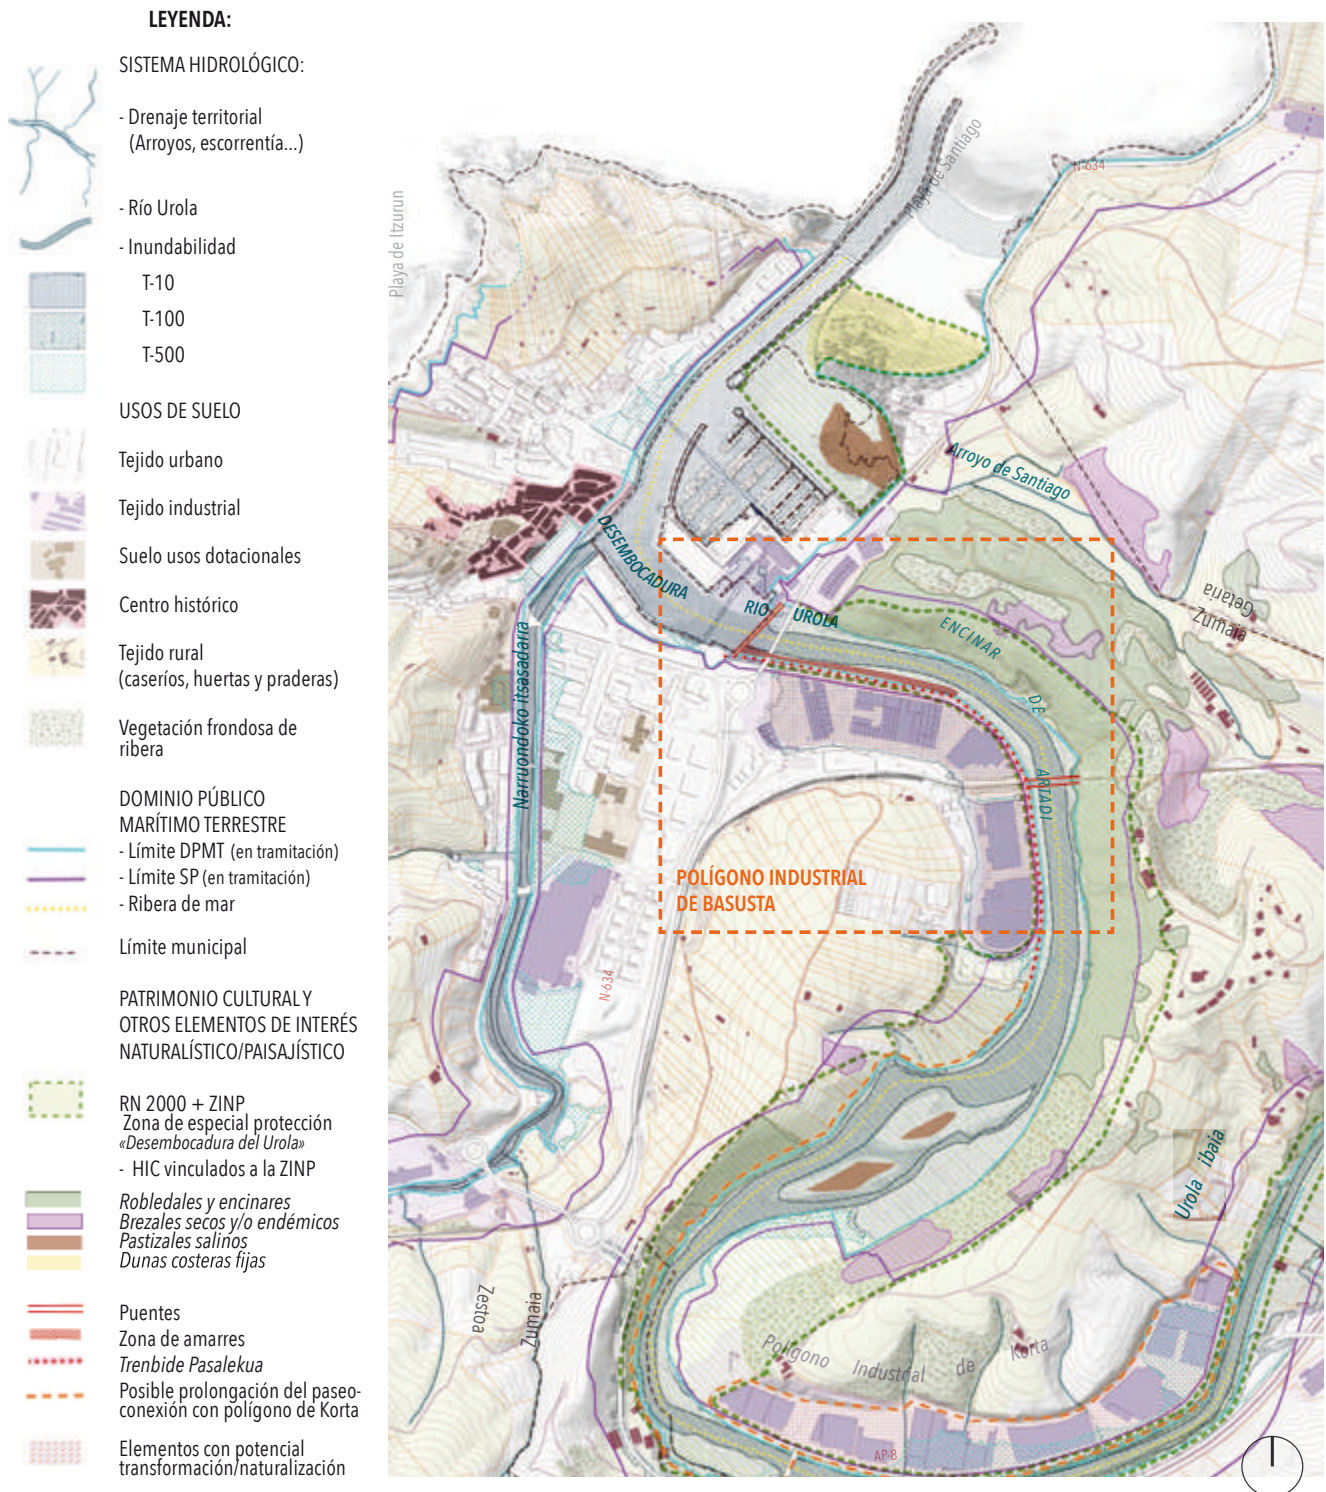 LEYENDA:
SISTEMA HIDROLÓGICO:
- Drenaje territorial
(Arroyos, escorrentía...)
- Río Urola
- Inundabilidad
T-10
T-100
T-500
USOS DE SUELO
Tejido urbano
Tejido industrial
Suelo usos dotacionales
Centro histórico
Tejido rural
(caseríos, huertas y praderas)
Vegetación frondosa de
ribera
DOMINIO PÚBLICO
MARÍTIMO TERRESTRE
- Límite DPMT (en tramitación)
- Límite SP (en tramitación)
- Ribera de mar
Límite municipal
PATRIMONIO CULTURAL Y
OTROS ELEMENTOS DE INTERÉS
NATURALÍSTICO/PAISAJÍSTICO
RN 2000 + ZINP
Zona de especial protección
«Desembocadura del Urola»
- HIC vinculados a la ZINP
Robledales y encinares
Brezales secos y/o endémicos
Pastizales salinos
Dunas costeras fijas
Puentes
Zona de amarres
Trenbide Pasalekua
Posible prolongación del paseo-
conexión con polígono de Korta
Elementos con potencial
transformación/naturalización
Playa de Itzurun
Playa de Santiago
N-634
Arroyo de Santiago
Getaria
Zumaia
DESEMBOCADURA
RIO UROLA
ENCINAR
DE
ARTADI
Narruondoko itsasadarra
POLÍGONO INDUSTRIAL
DE BASUSTA
N-634
Urola ibaia
Zestoa
Zumaia
Polígono Industrial de Korta
AP-8